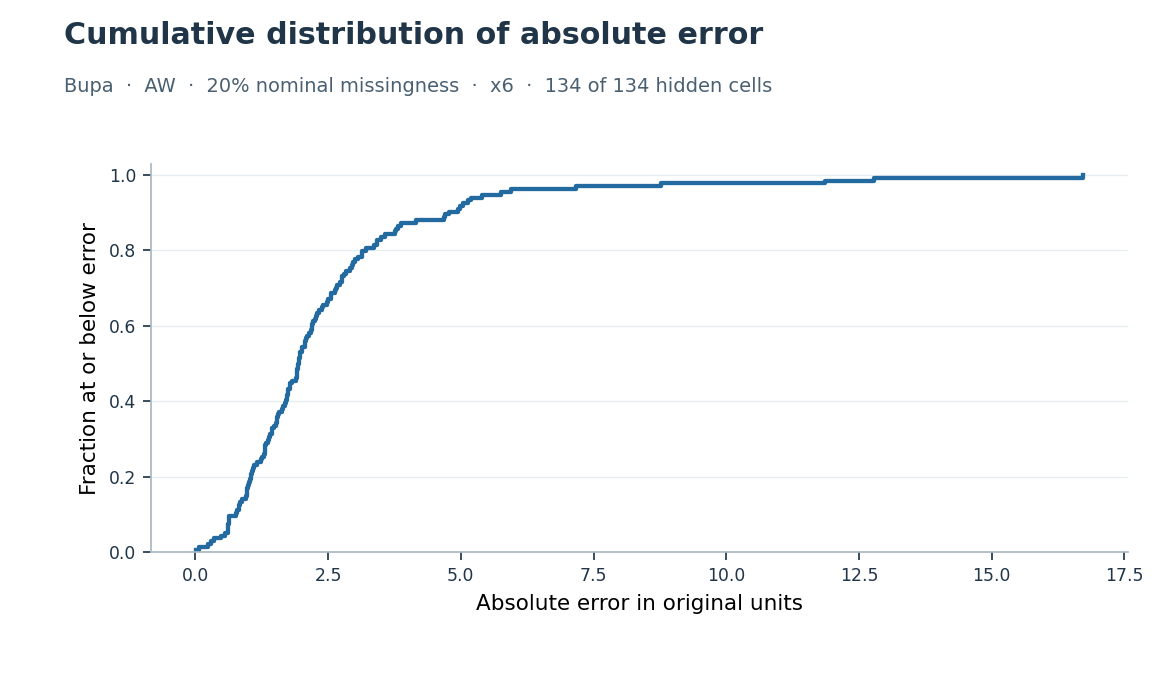 Cumulative distribution of absolute error
Bupa · AW · 20% nominal missingness · x6 · 134 of 134 hidden cells
Fraction at or below error
1.0
0.8
0.6
0.4
0.2
0.0
0.0 2.5 5.0 7.5 10.0 12.5 15.0 17.5
Absolute error in original units